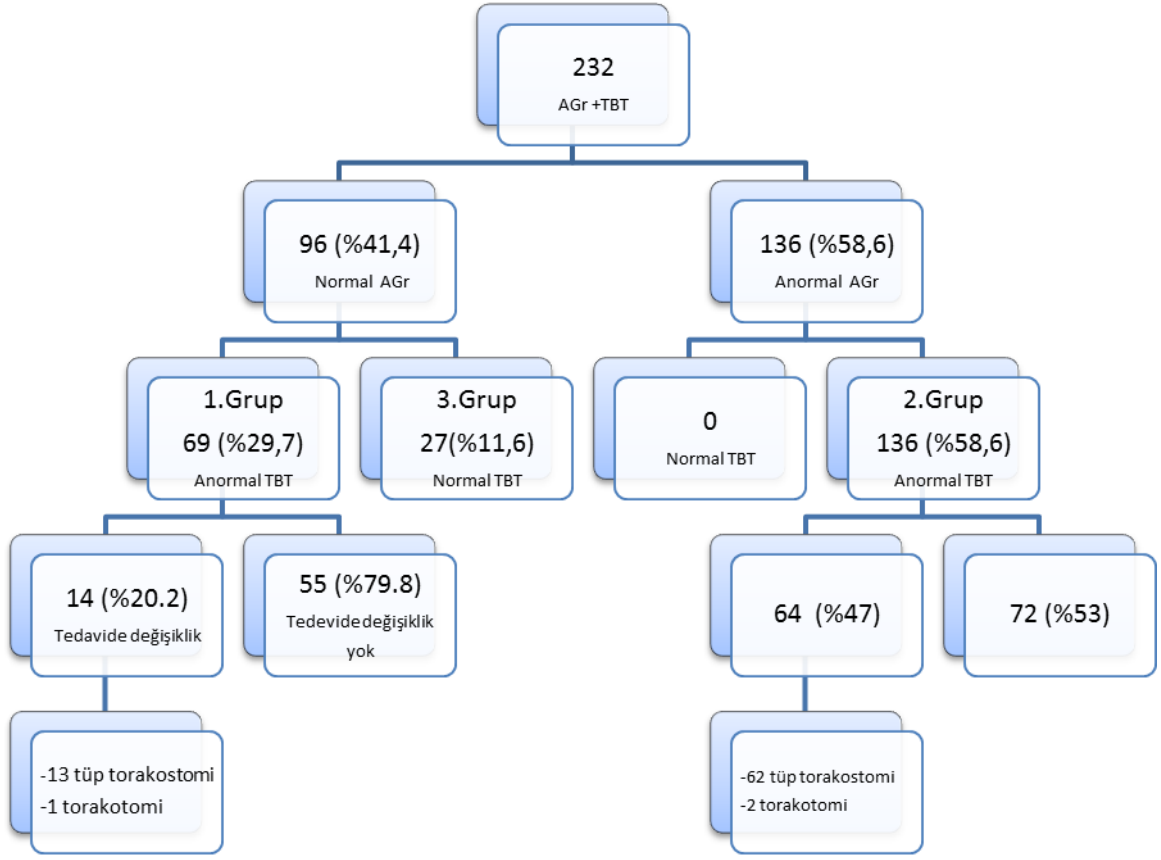 232
AGr +TBT
96 (%41,4)
Normal AGr
136 (%58,6)
Anormal AGr
1.Grup
69 (%29,7)
Anormal TBT
3.Grup
27(%11,6)
Normal TBT
0
Normal TBT
2.Grup
136 (%58,6)
Anormal TBT
14 (%20.2)
Tedavide değişiklik
55 (%79.8)
Tedevide değişiklik
yok
64 (%47)
72 (%53)
-13 tüp torakostomi
-1 torakotomi
-62 tüp torakostomi
-2 torakotomi